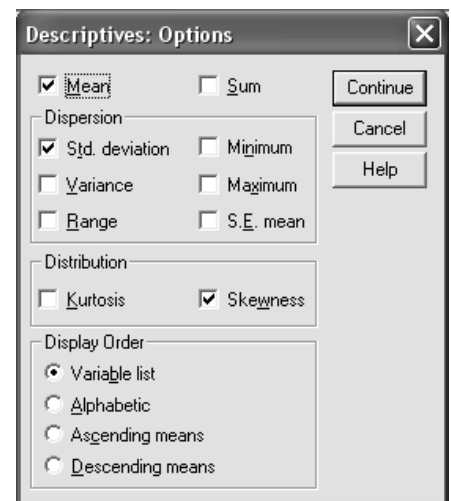 Descriptives: Options
Mean Sum Continue
Dispersion Cancel
Std. deviation Minimum Help
Variance Maximum
Range S.E. mean
Distribution
Kurtosis Skewness
Display Order
Variable list
Alphabetic
Ascending means
Descending means